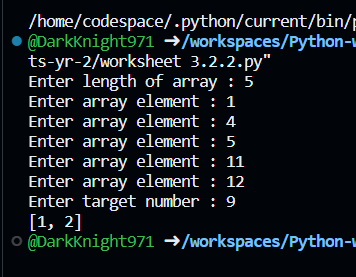 /home/codespace/.python/current/bin/p
@DarkKnight971 ➜/workspaces/Python-w
ts-yr-2/worksheet 3.2.2.py"
Enter length of array : 5
Enter array element : 1
Enter array element : 4
Enter array element : 5
Enter array element : 11
Enter array element : 12
Enter target number : 9
[1, 2]
@DarkKnight971 ➜/workspaces/Python-w